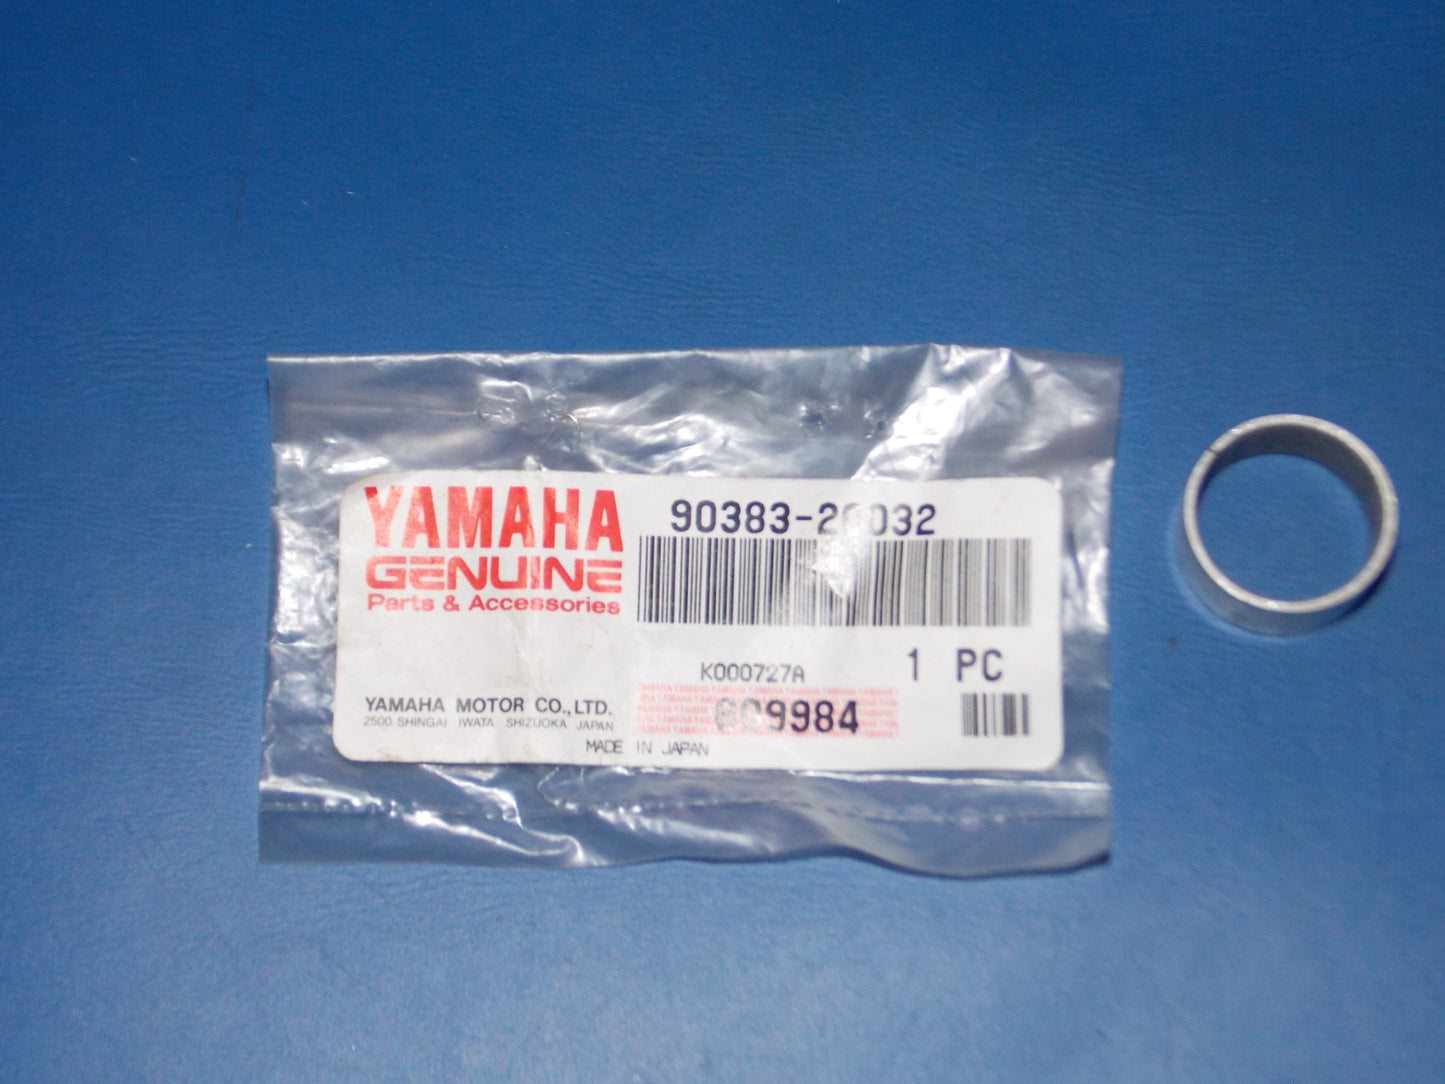 YAMAHA
GENUINE
Parts & Accessories
YAMAHA MOTOR CO.,LTD.
2500 SHINGAI IWATA SHIZUOKA JAPAN
MADE IN JAPAN
K000727A
1 PC